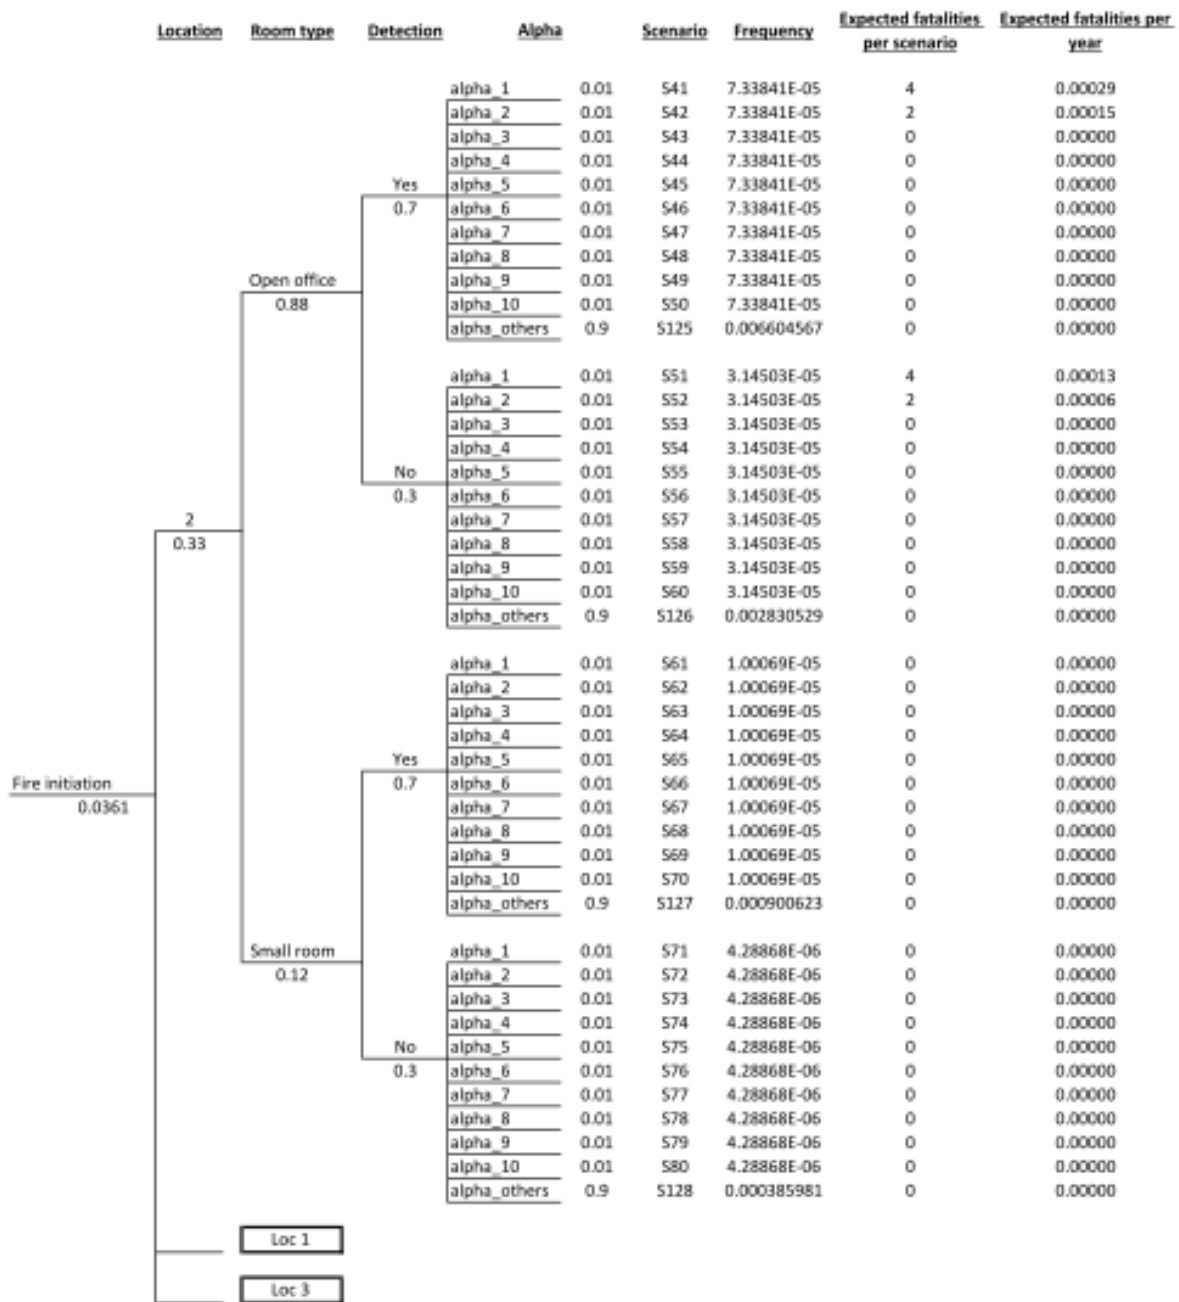 Location Room type Detection Alpha Scenario Frequency Expected fatalities per scenario Expected fatalities per year
alpha_1 0.01 S41 7.33841E-05 4 0.00029
alpha_2 0.01 S42 7.33841E-05 2 0.00015
alpha_3 0.01 S43 7.33841E-05 0 0.00000
alpha_4 0.01 S44 7.33841E-05 0 0.00000
Yes alpha_5 0.01 S45 7.33841E-05 0 0.00000
0.7 alpha_6 0.01 S46 7.33841E-05 0 0.00000
alpha_7 0.01 S47 7.33841E-05 0 0.00000
alpha_8 0.01 S48 7.33841E-05 0 0.00000
Open office alpha_9 0.01 S49 7.33841E-05 0 0.00000
0.88 alpha_10 0.01 S50 7.33841E-05 0 0.00000
alpha_others 0.9 S125 0.006604567 0 0.00000
alpha_1 0.01 S51 3.14503E-05 4 0.00013
alpha_2 0.01 S52 3.14503E-05 2 0.00006
alpha_3 0.01 S53 3.14503E-05 0 0.00000
alpha_4 0.01 S54 3.14503E-05 0 0.00000
No alpha_5 0.01 S55 3.14503E-05 0 0.00000
0.3 alpha_6 0.01 S56 3.14503E-05 0 0.00000
2 alpha_7 0.01 S57 3.14503E-05 0 0.00000
0.33 alpha_8 0.01 S58 3.14503E-05 0 0.00000
alpha_9 0.01 S59 3.14503E-05 0 0.00000
alpha_10 0.01 S60 3.14503E-05 0 0.00000
alpha_others 0.9 S126 0.002830529 0 0.00000
alpha_1 0.01 S61 1.00069E-05 0 0.00000
alpha_2 0.01 S62 1.00069E-05 0 0.00000
alpha_3 0.01 S63 1.00069E-05 0 0.00000
alpha_4 0.01 S64 1.00069E-05 0 0.00000
Yes alpha_5 0.01 S65 1.00069E-05 0 0.00000
Fire initiation 0.7 alpha_6 0.01 S66 1.00069E-05 0 0.00000
0.0361 alpha_7 0.01 S67 1.00069E-05 0 0.00000
alpha_8 0.01 S68 1.00069E-05 0 0.00000
alpha_9 0.01 S69 1.00069E-05 0 0.00000
alpha_10 0.01 S70 1.00069E-05 0 0.00000
alpha_others 0.9 S127 0.000900623 0 0.00000
Small room alpha_1 0.01 S71 4.28868E-06 0 0.00000
0.12 alpha_2 0.01 S72 4.28868E-06 0 0.00000
alpha_3 0.01 S73 4.28868E-06 0 0.00000
alpha_4 0.01 S74 4.28868E-06 0 0.00000
No alpha_5 0.01 S75 4.28868E-06 0 0.00000
0.3 alpha_6 0.01 S76 4.28868E-06 0 0.00000
alpha_7 0.01 S77 4.28868E-06 0 0.00000
alpha_8 0.01 S78 4.28868E-06 0 0.00000
alpha_9 0.01 S79 4.28868E-06 0 0.00000
alpha_10 0.01 S80 4.28868E-06 0 0.00000
alpha_others 0.9 S128 0.000385981 0 0.00000
Loc 1
Loc 3